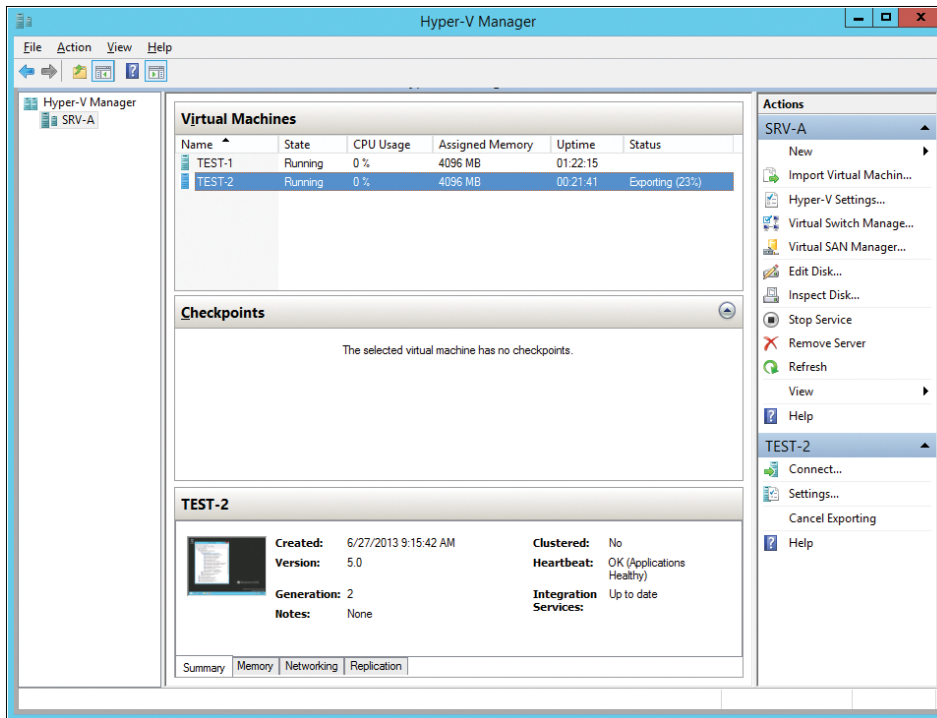 Hyper-V Manager
File Action View Help
Hyper-V Manager
SRV-A
Virtual Machines
Name State CPU Usage Assigned Memory Uptime Status
TEST-1 Running 0 % 4096 MB 01:22:15
TEST-2 Running 0 % 4096 MB 00:21:41 Exporting (23%)
Checkpoints
The selected virtual machine has no checkpoints.
TEST-2
Created: 6/27/2013 9:15:42 AM Clustered: No
Version: 5.0 Heartbeat: OK (Applications
Healthy)
Generation: 2 Integration Up to date
Services:
Notes: None
Summary Memory Networking Replication
Actions
SRV-A
New
Import Virtual Machin...
Hyper-V Settings...
Virtual Switch Manage...
Virtual SAN Manager...
Edit Disk...
Inspect Disk...
Stop Service
Remove Server
Refresh
View
Help
TEST-2
Connect...
Settings...
Cancel Exporting
Help